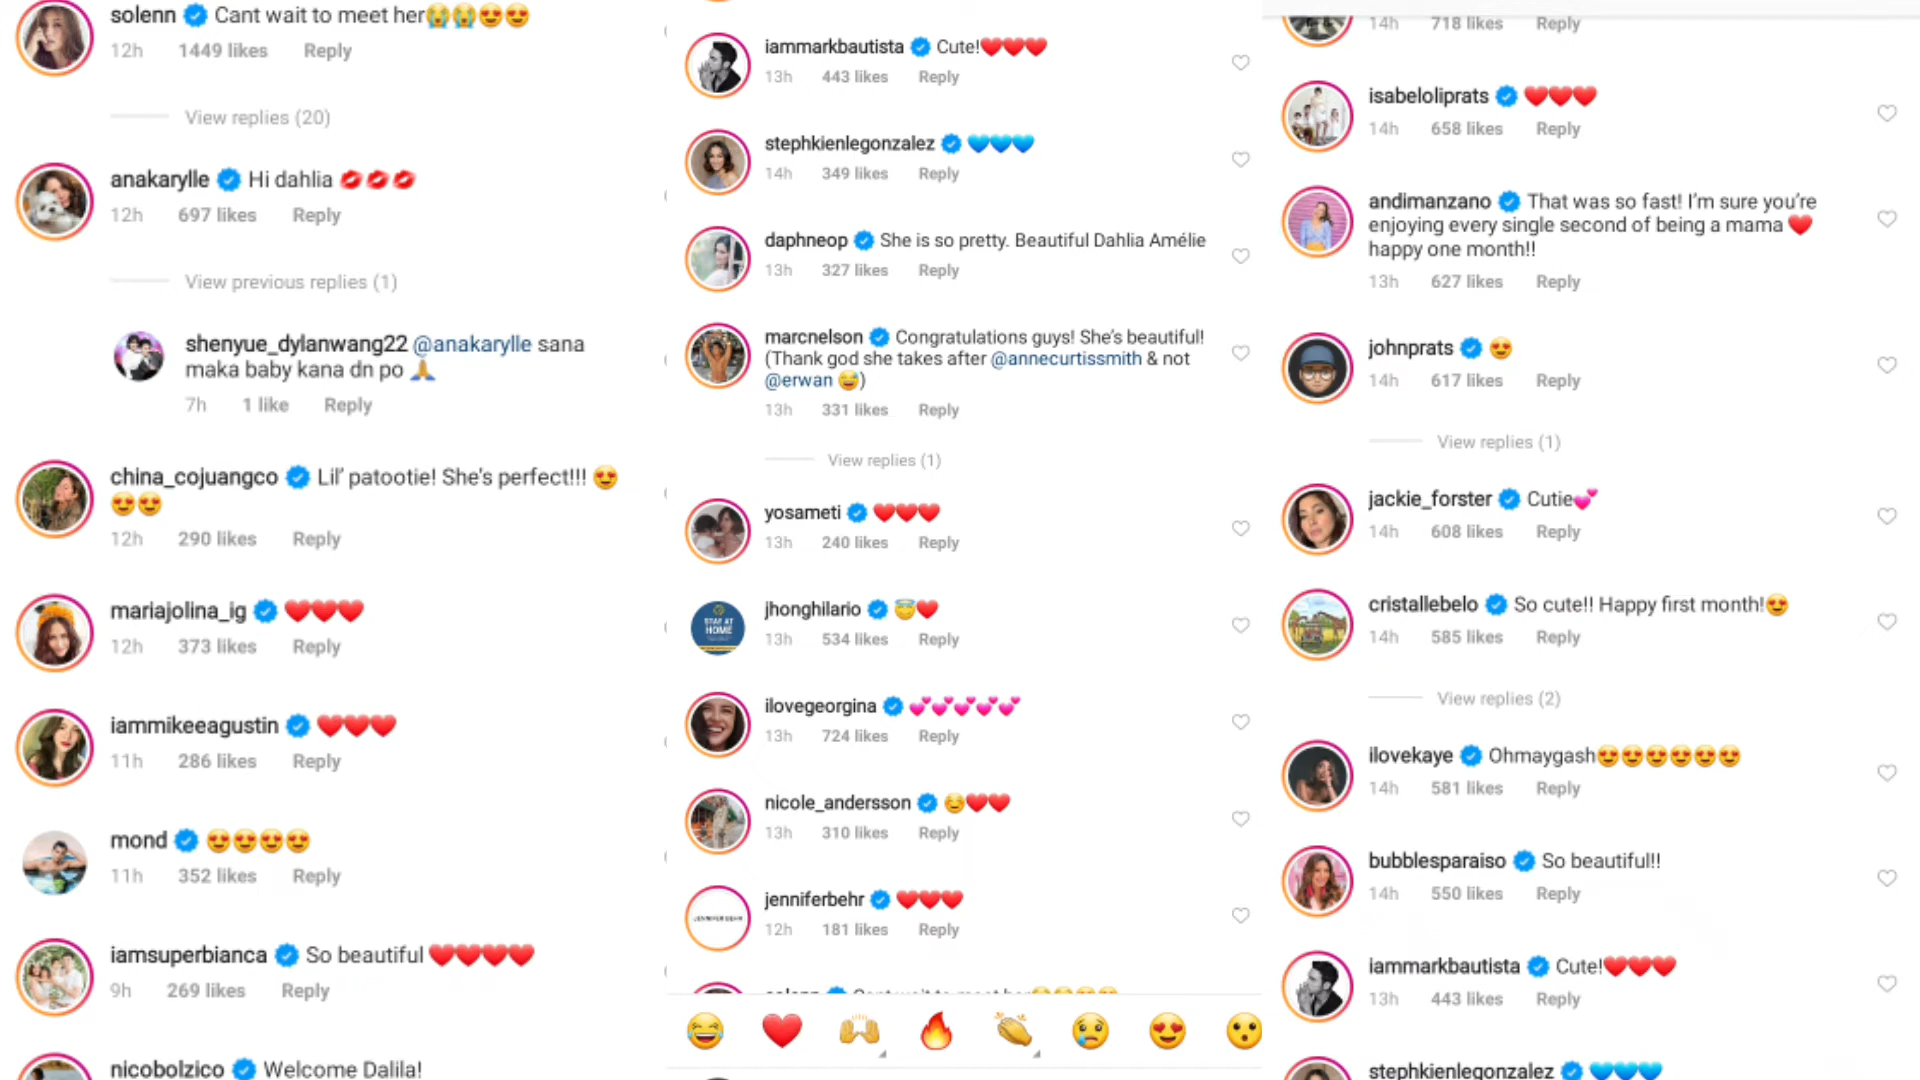 solenn Cant wait to meet her😭😭😍😍
12h 1449 likes Reply
View replies (20)
anakarylle Hi dahlia 💋💋💋
12h 697 likes Reply
View previous replies (1)
shenyue_dylanwang22 @anakarylle sana
maka baby kana dn po 🙏
7h 1 like Reply
china_cojuangco Lil' patootie! She's perfect!!! 😍
😍😍
12h 290 likes Reply
mariajolina_ig ❤️❤️❤️
12h 373 likes Reply
iammikeeagustin ❤️❤️❤️
11h 286 likes Reply
mond 😍😍😍😍
11h 352 likes Reply
iamsuperbianca So beautiful ❤️❤️❤️❤️
9h 269 likes Reply
nicobolzico Welcome Dalila!
iammarkbautista Cute!❤️❤️❤️
13h 443 likes Reply
stephkienlegonzalez 💙💙💙
14h 349 likes Reply
daphneop She is so pretty. Beautiful Dahlia Amélie
13h 327 likes Reply
marcnelson Congratulations guys! She's beautiful!
(Thank god she takes after @annecurtissmith & not
@erwan 😅)
13h 331 likes Reply
View replies (1)
yosameti ❤️❤️❤️
13h 240 likes Reply
STAY AT
HOME
jhonghilario 😇❤️
13h 534 likes Reply
ilovegeorgina 💕💕💕💕💕
13h 724 likes Reply
nicole_andersson ☺️❤️❤️
13h 310 likes Reply
JENNIFER BEHR
jenniferbehr ❤️❤️❤️
12h 181 likes Reply
solenn Cant wait to meet her😭😭😍😍
14h 718 likes Reply
isabeloliprats ❤️❤️❤️
14h 658 likes Reply
andimanzano That was so fast! I'm sure you're
enjoying every single second of being a mama ❤️
happy one month!!
13h 627 likes Reply
johnprats 😍
14h 617 likes Reply
View replies (1)
jackie_forster Cutie💕
14h 608 likes Reply
cristallebelo So cute!! Happy first month!😍
14h 585 likes Reply
View replies (2)
ilovekaye Ohmaygash😍😍😍😍😍😍
14h 581 likes Reply
bubblesparaiso So beautiful!!
14h 550 likes Reply
iammarkbautista Cute!❤️❤️❤️
13h 443 likes Reply
stephkienlegonzalez 💙💙💙